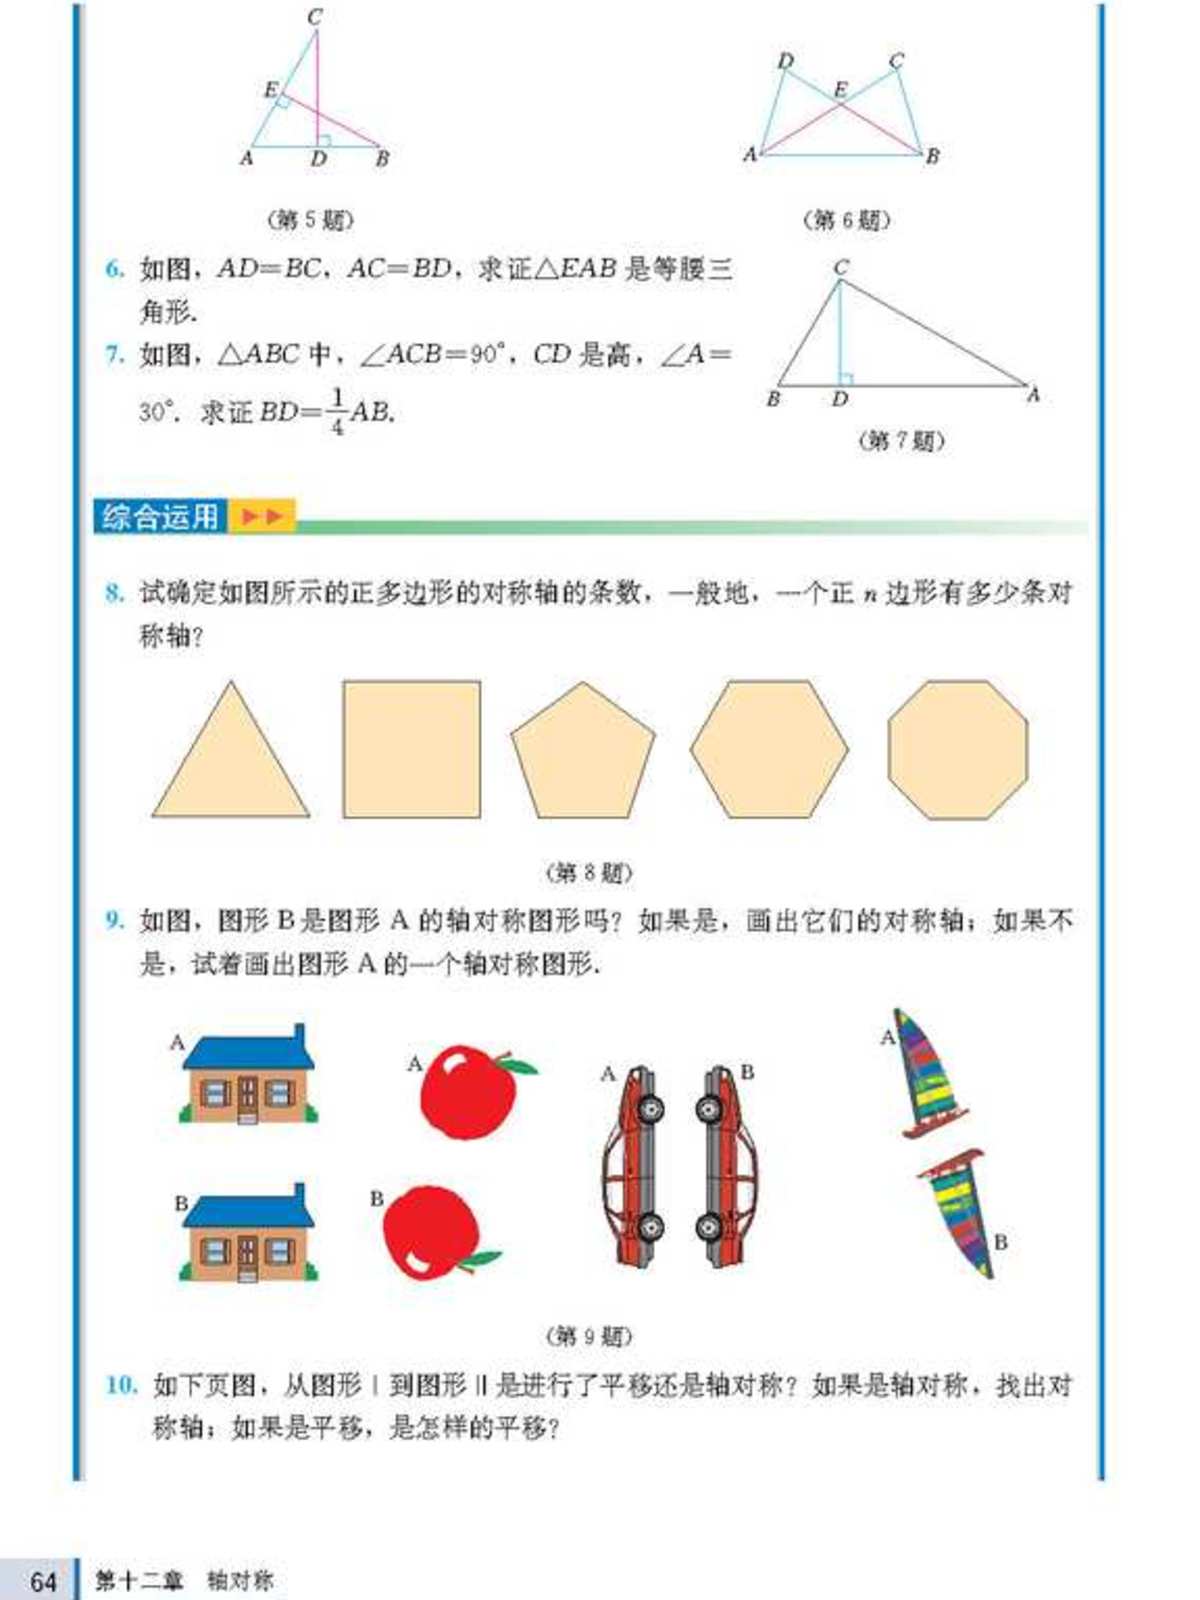 C
E
A
D
B
D
C
E
A
B
(第 5 题)
(第 6 题)
6. 如图，AD=BC，AC=BD，求证△EAB 是等腰三
角形.
7. 如图，△ABC 中，∠ACB=90°，CD 是高，∠A=
30°. 求证 BD=1/4AB.
C
B
D
A
(第 7 题)
综合运用
8. 试确定如图所示的正多边形的对称轴的条数，一般地，一个正 n 边形有多少条对
称轴？
(第 8 题)
9. 如图，图形 B 是图形 A 的轴对称图形吗？如果是，画出它们的对称轴；如果不
是，试着画出图形 A 的一个轴对称图形.
A
A
A
B
A
B
B
B
(第 9 题)
10. 如下页图，从图形 Ⅰ 到图形 Ⅱ 是进行了平移还是轴对称？如果是轴对称，找出对
称轴；如果是平移，是怎样的平移？
64 第十二章 轴对称